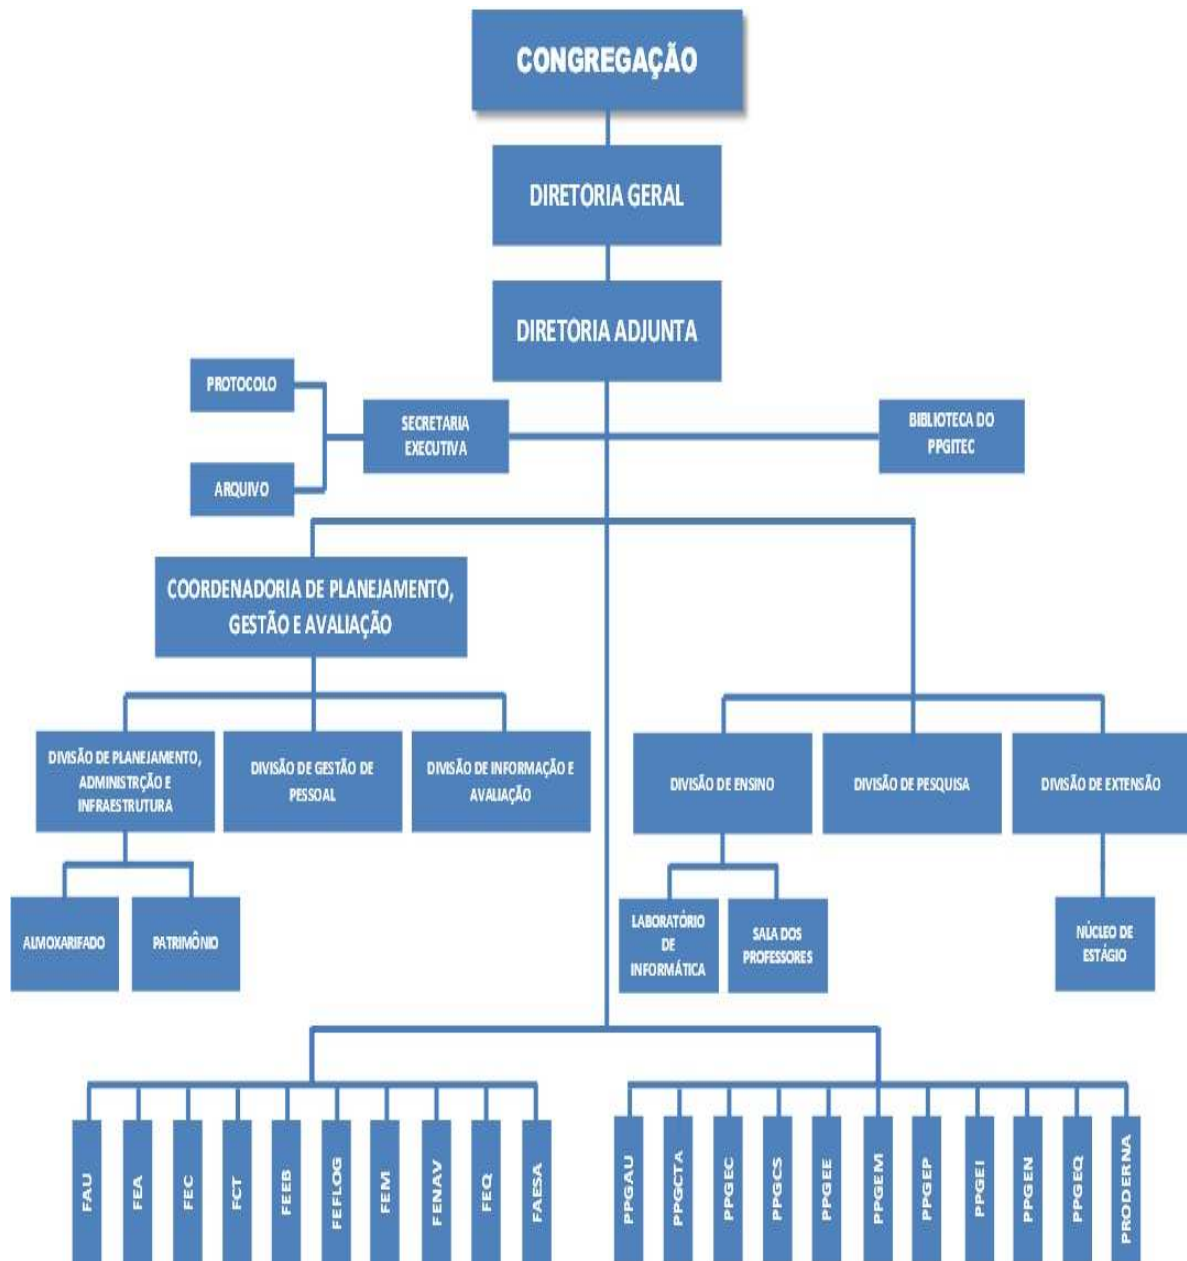 CONGREGAÇÃO
DIRETORIA GERAL
DIRETORIA ADJUNTA
PROTOCOLO
SECRETARIA
EXECUTIVA
BIBLIOTECA DO
PPGITEC
ARQUIVO
COORDENADORIA DE PLANEJAMENTO,
GESTÃO E AVALIAÇÃO
DIVISÃO DE PLANEJAMENTO,
ADMINISTRÇÃO E
INFRAESTRUTURA
DIVISÃO DE GESTÃO DE
PESSOAL
DIVISÃO DE INFORMAÇÃO E
AVALIAÇÃO
DIVISÃO DE ENSINO
DIVISÃO DE PESQUISA
DIVISÃO DE EXTENSÃO
ALMOXARIFADO
PATRIMÔNIO
LABORATÓRIO
DE
INFORMÁTICA
SALA DOS
PROFESSORES
NÚCLEO DE
ESTÁGIO
FAU
FEA
FEC
FCT
FEEB
FEFLOG
FEM
FENAV
FEQ
FAESA
PPGAU
PPGCTA
PPGEC
PPGCS
PPGEE
PPGEM
PPGEP
PPGEI
PPGEN
PPGEQ
PRODERNA